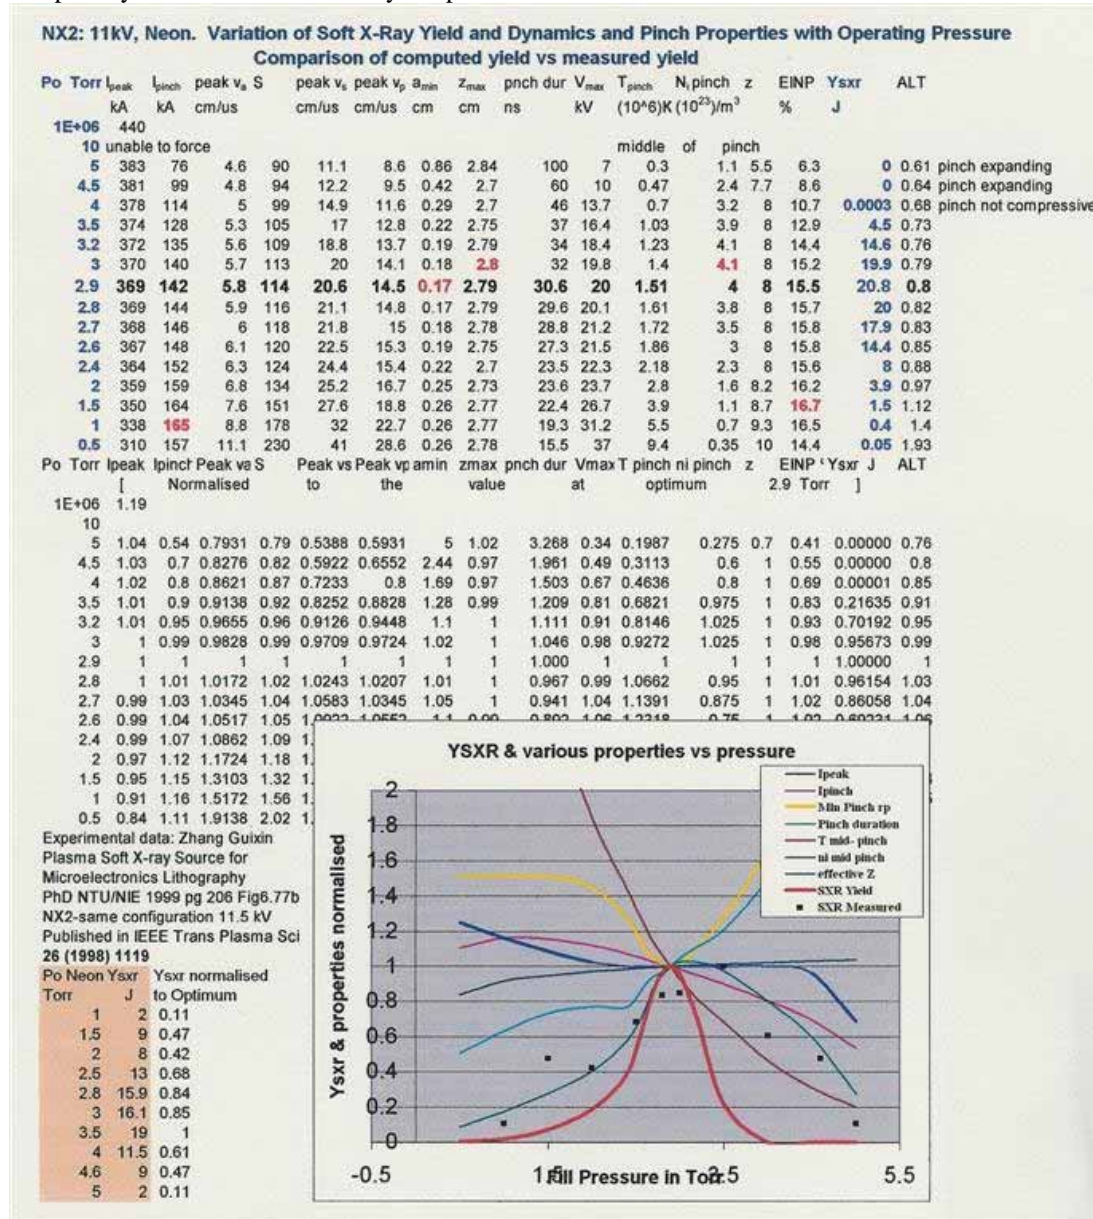 NX2: 11kV, Neon. Variation of Soft X-Ray Yield and Dynamics and Pinch Properties with Operating Pressure
Comparison of computed yield vs measured yield
Po Torr Ipeak Ipinch peak va S peak vs peak vp amin zmax pnch dur Vmax Tpinch Ni pinch z EINP Ysxr ALT
kA kA cm/us cm/us cm/us cm cm ns kV (10^6)K (10^23)/m^3 % J
1E+06 440
10 unable to force middle of pinch
5 383 76 4.6 90 11.1 8.6 0.86 2.84 100 7 0.3 1.1 5.5 6.3 0 0.61 pinch expanding
4.5 381 99 4.8 94 12.2 9.5 0.42 2.7 60 10 0.47 2.4 7.7 8.6 0 0.64 pinch expanding
4 378 114 5 99 14.9 11.6 0.29 2.7 46 13.7 0.7 3.2 8 10.7 0.0003 0.68 pinch not compressive
3.5 374 128 5.3 105 17 12.8 0.22 2.75 37 16.4 1.03 3.9 8 12.9 4.5 0.73
3.2 372 135 5.6 109 18.8 13.7 0.19 2.79 34 18.4 1.23 4.1 8 14.4 14.6 0.76
3 370 140 5.7 113 20 14.1 0.18 2.8 32 19.8 1.4 4.1 8 15.2 19.9 0.79
2.9 369 142 5.8 114 20.6 14.5 0.17 2.79 30.6 20 1.51 4 8 15.5 20.8 0.8
2.8 369 144 5.9 116 21.1 14.8 0.17 2.79 29.6 20.1 1.61 3.8 8 15.7 20 0.82
2.7 368 146 6 118 21.8 15 0.18 2.78 28.8 21.2 1.72 3.5 8 15.8 17.9 0.83
2.6 367 148 6.1 120 22.5 15.3 0.19 2.75 27.3 21.5 1.86 3 8 15.8 14.4 0.85
2.4 364 152 6.3 124 24.4 15.4 0.22 2.7 23.5 22.3 2.18 2.3 8 15.6 8 0.88
2 359 159 6.8 134 25.2 16.7 0.25 2.73 23.6 23.7 2.8 1.6 8.2 16.2 3.9 0.97
1.5 350 164 7.6 151 27.6 18.8 0.26 2.77 22.4 26.7 3.9 1.1 8.7 16.7 1.5 1.12
1 338 165 8.8 178 32 22.7 0.26 2.77 19.3 31.2 5.5 0.7 9.3 16.5 0.4 1.4
0.5 310 157 11.1 230 41 28.6 0.26 2.78 15.5 37 9.4 0.35 10 14.4 0.05 1.93
Po Torr Ipeak Ipincr Peak va S Peak vs Peak vp amin zmax pnch dur Vmax T pinch ni pinch z EINP ' Ysxr J ALT
[ Normalised to the value at optimum 2.9 Torr ]
1E+06 1.19
10
5 1.04 0.54 0.7931 0.79 0.5388 0.5931 5 1.02 3.268 0.34 0.1987 0.275 0.7 0.41 0.00000 0.76
4.5 1.03 0.7 0.8276 0.82 0.5922 0.6552 2.44 0.97 1.961 0.49 0.3113 0.6 1 0.55 0.00000 0.8
4 1.02 0.8 0.8621 0.87 0.7233 0.8 1.69 0.97 1.503 0.67 0.4636 0.8 1 0.69 0.00001 0.85
3.5 1.01 0.9 0.9138 0.92 0.8252 0.8828 1.28 0.99 1.209 0.81 0.6821 0.975 1 0.83 0.21635 0.91
3.2 1.01 0.95 0.9655 0.96 0.9126 0.9448 1.1 1 1.111 0.91 0.8146 1.025 1 0.93 0.70192 0.95
3 1 0.99 0.9828 0.99 0.9709 0.9724 1.02 1 1.046 0.98 0.9272 1.025 1 0.98 0.95673 0.99
2.9 1 1 1 1 1 1 1 1 1.000 1 1 1 1 1 1.00000 1
2.8 1 1.01 1.0172 1.02 1.0243 1.0207 1.01 1 0.967 0.99 1.0662 0.95 1 1.01 0.96154 1.03
2.7 0.99 1.03 1.0345 1.04 1.0583 1.0345 1.05 1 0.941 1.04 1.1391 0.875 1 1.02 0.86058 1.04
2.6 0.99 1.04 1.0517 1.05
2.4 0.99 1.07 1.0862 1.09 1.
2 0.97 1.12 1.1724 1.18 1.
1.5 0.95 1.15 1.3103 1.32 1.
1 0.91 1.16 1.5172 1.56 1.
0.5 0.84 1.11 1.9138 2.02 1.
YSXR & various properties vs pressure
Ipeak
Ipinch
Min Pinch rp
Pinch duration
T mid- pinch
ni mid pinch
effective Z
SXR Yield
SXR Measured
2
1.8
1.6
1.4
1.2
1
0.8
0.6
0.4
0.2
0
Ysxr & properties normalised
-0.5 1.5 3.5 5.5
Fill Pressure in Torr
Experimental data: Zhang Guixin
Plasma Soft X-ray Source for
Microelectronics Lithography
PhD NTU/NIE 1999 pg 206 Fig6.77b
NX2-same configuration 11.5 kV
Published in IEEE Trans Plasma Sci
26 (1998) 1119
Po Neon Ysxr Ysxr normalised
Torr J to Optimum
1 2 0.11
1.5 9 0.47
2 8 0.42
2.5 13 0.68
2.8 15.9 0.84
3 16.1 0.85
3.5 19 1
4 11.5 0.61
4.6 9 0.47
5 2 0.11